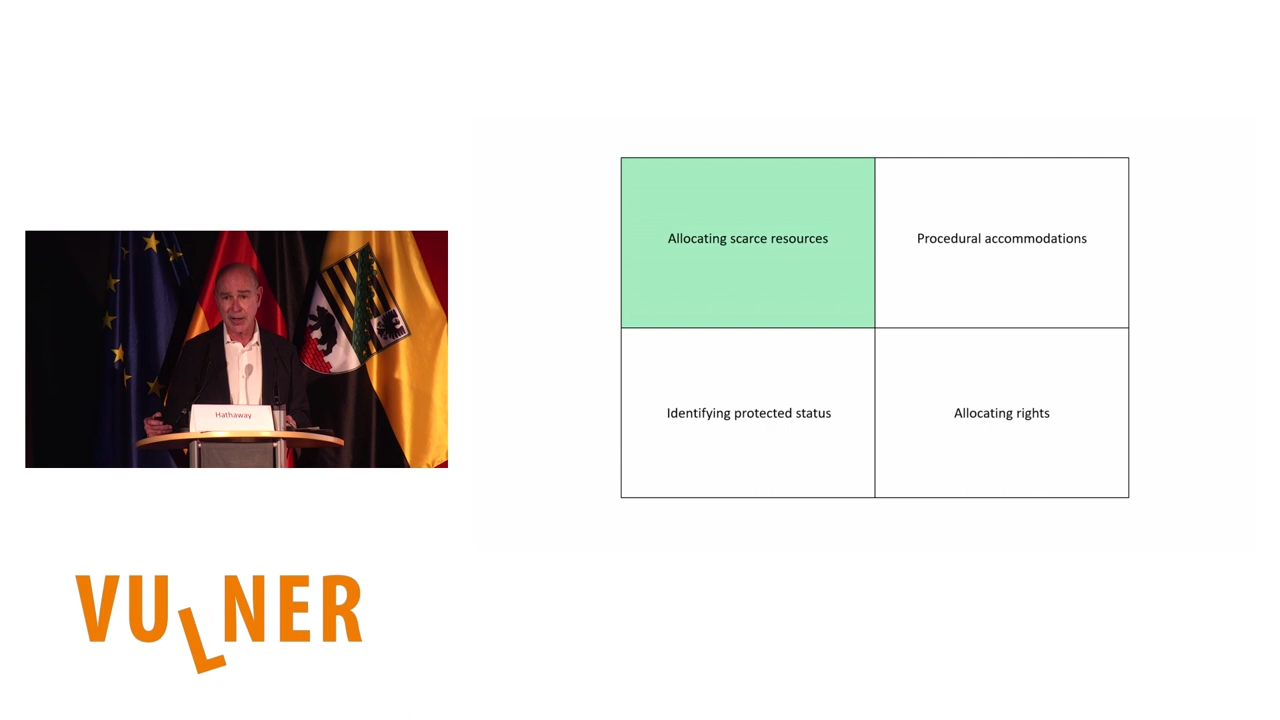 Allocating scarce resources
Procedural accommodations
Identifying protected status
Allocating rights
Hathaway
VULNER